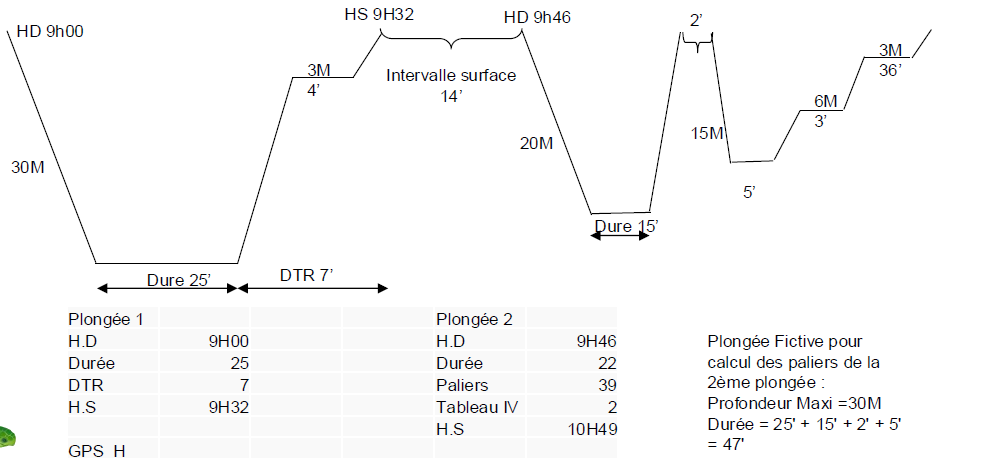 HD 9h00
HS 9H32
HD 9h46
2’
3M
4’
Intervalle surface
14’
3M
36’
6M
3’
30M
20M
15M
5’
Dure 15’
Dure 25’
DTR 7’
Plongée 1
H.D 9H00
Durée 25
DTR 7
H.S 9H32
GPS H
Plongée 2
H.D 9H46
Durée 22
Paliers 39
Tableau IV 2
H.S 10H49
Plongée Fictive pour
calcul des paliers de la
2ème plongée :
Profondeur Maxi =30M
Durée = 25' + 15' + 2' + 5'
= 47'